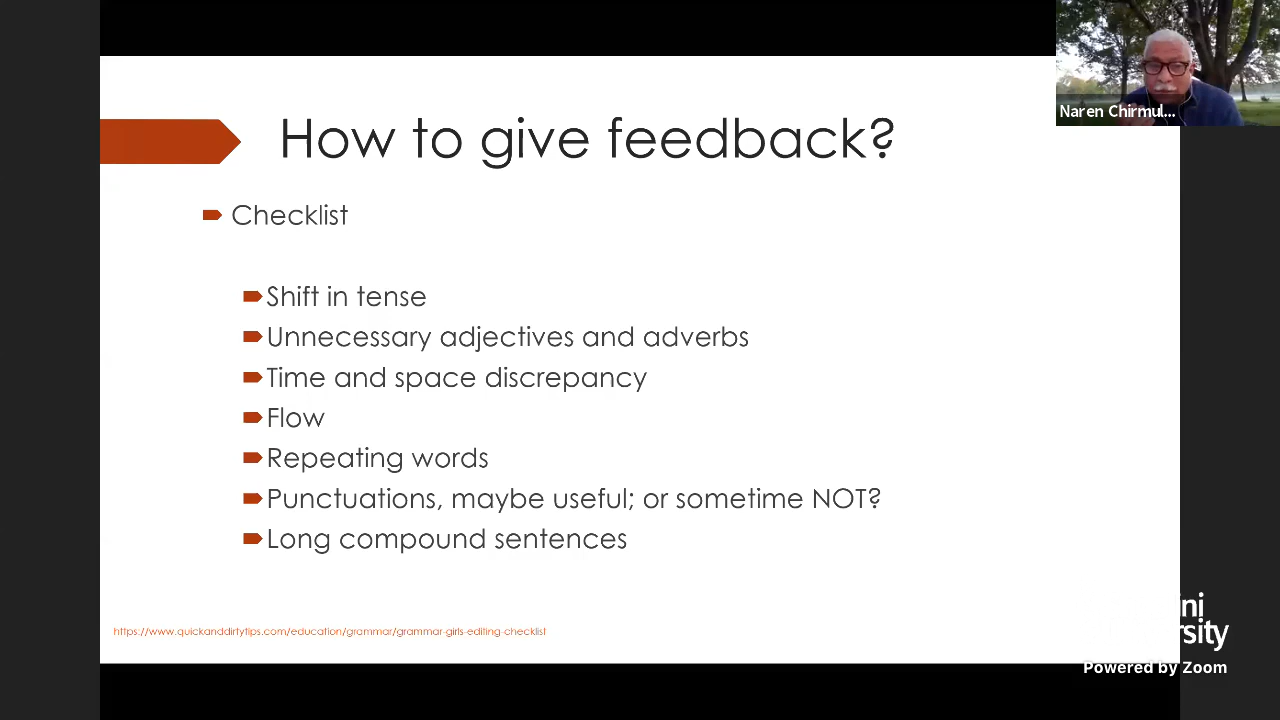 How to give feedback?
Naren Chirmul...
Checklist
Shift in tense
Unnecessary adjectives and adverbs
Time and space discrepancy
Flow
Repeating words
Punctuations, maybe useful; or sometime NOT?
Long compound sentences
https://www.quickanddirtytips.com/education/grammar/grammar-girls-editing-checklist
Powered by Zoom